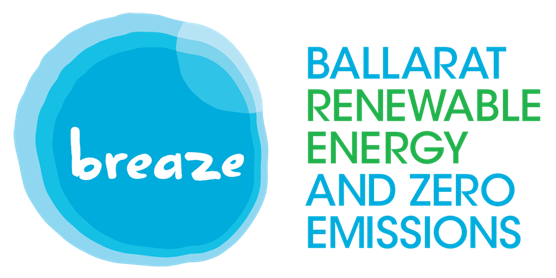 breaze
BALLARAT
RENEWABLE
ENERGY
AND ZERO
EMISSIONS